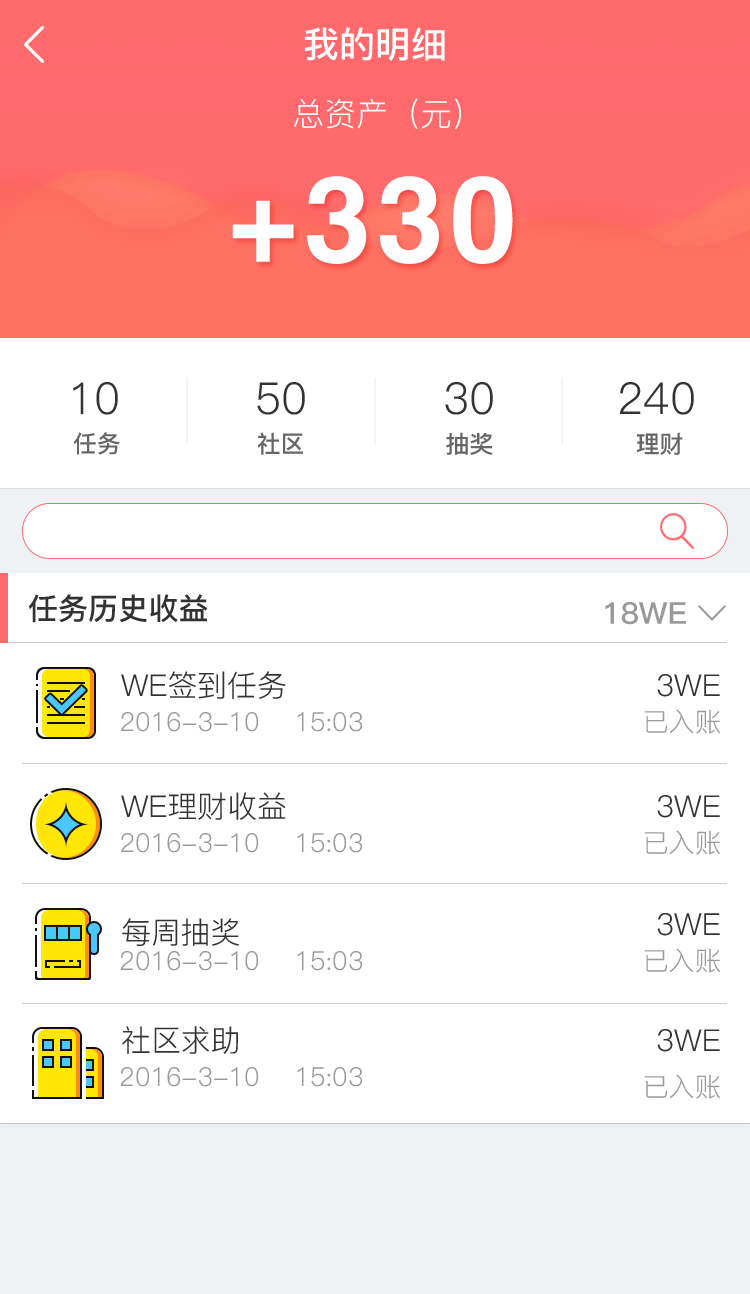 我的明细
总资产（元）
+330
10 50 30 240
任务 社区 抽奖 理财
任务历史收益 18WE
WE签到任务 3WE
2016-3-10 15:03 已入账
WE理财收益 3WE
2016-3-10 15:03 已入账
每周抽奖 3WE
2016-3-10 15:03 已入账
社区求助 3WE
2016-3-10 15:03 已入账